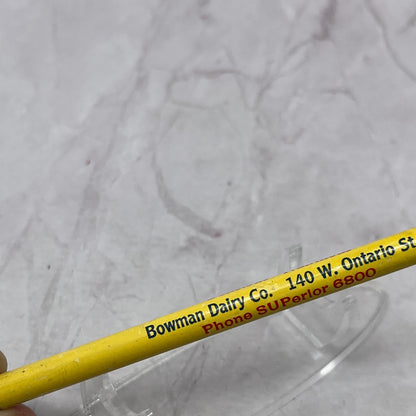 Bowman Dairy Co. 140 W. Ontario St
Phone SUPerior 6800